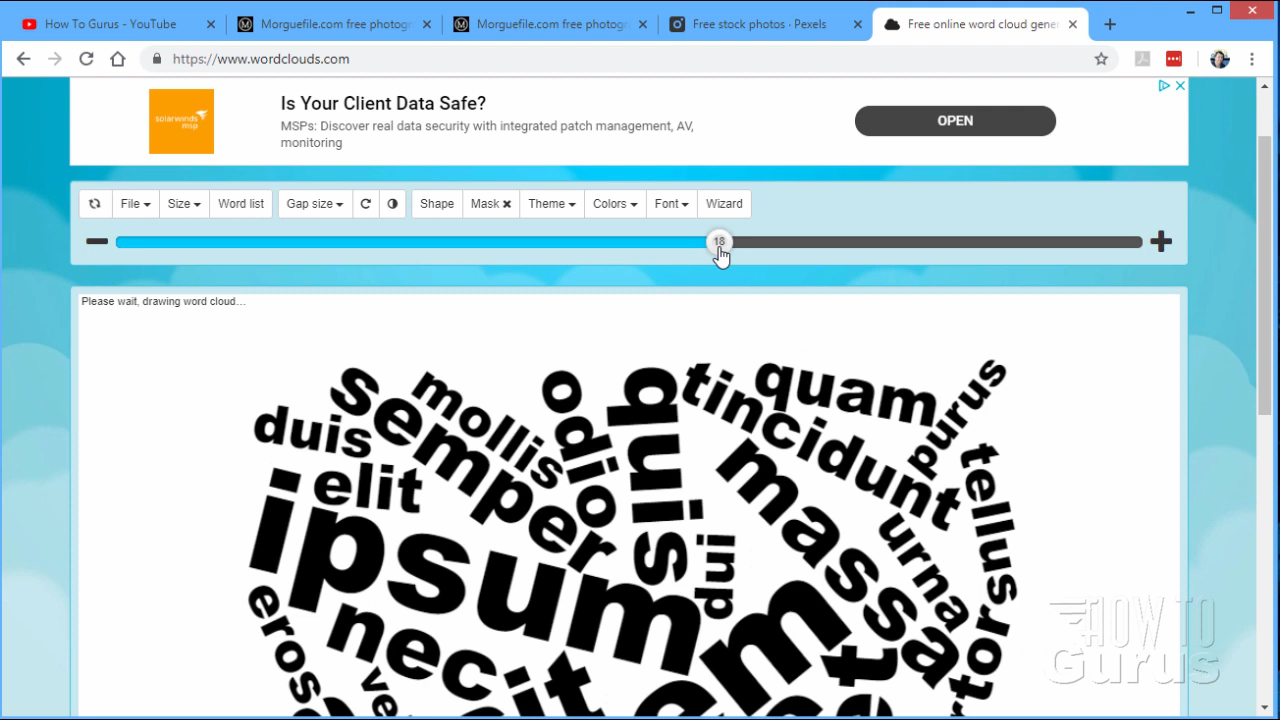 How To Gurus - YouTube
Morguefile.com free photogr
Morguefile.com free photogr
Free stock photos · Pexels
Free online word cloud gener
https://www.wordclouds.com
solarwinds
msp
Is Your Client Data Safe?
MSPs: Discover real data security with integrated patch management, AV,
monitoring
OPEN
File
Size
Word list
Gap size
Shape
Mask
Theme
Colors
Font
Wizard
18
Please wait, drawing word cloud...
duis
semper
mollis
odio
quis
tincidunt
quam
purus
elit
tellus
massa
urna
ipsum
dui
eros
nec
HOW TO
Gurus